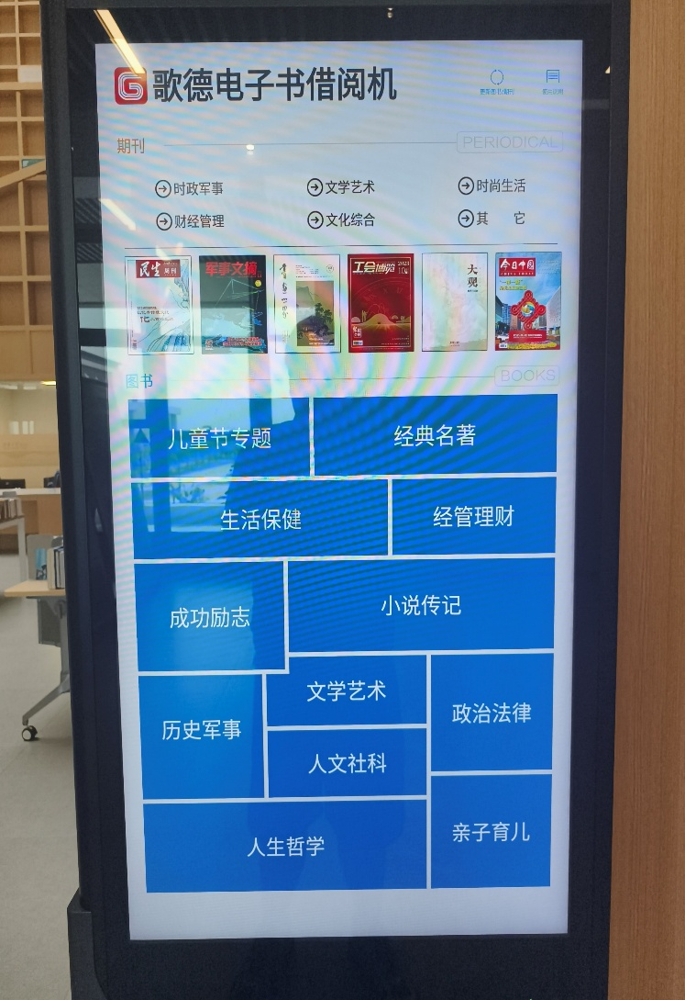 歌德电子书借阅机
期刊
PERIODICAL
时政军事 文学艺术 时尚生活
财经管理 文化综合 其 它
民生 周刊
军事文摘
工会博览
2023
大观
今日中国
CHINA TODAY
图书
BOOKS
儿童节专题 经典名著
生活保健 经管理财
成功励志 小说传记
历史军事 文学艺术 政治法律
人文社科
人生哲学 亲子育儿